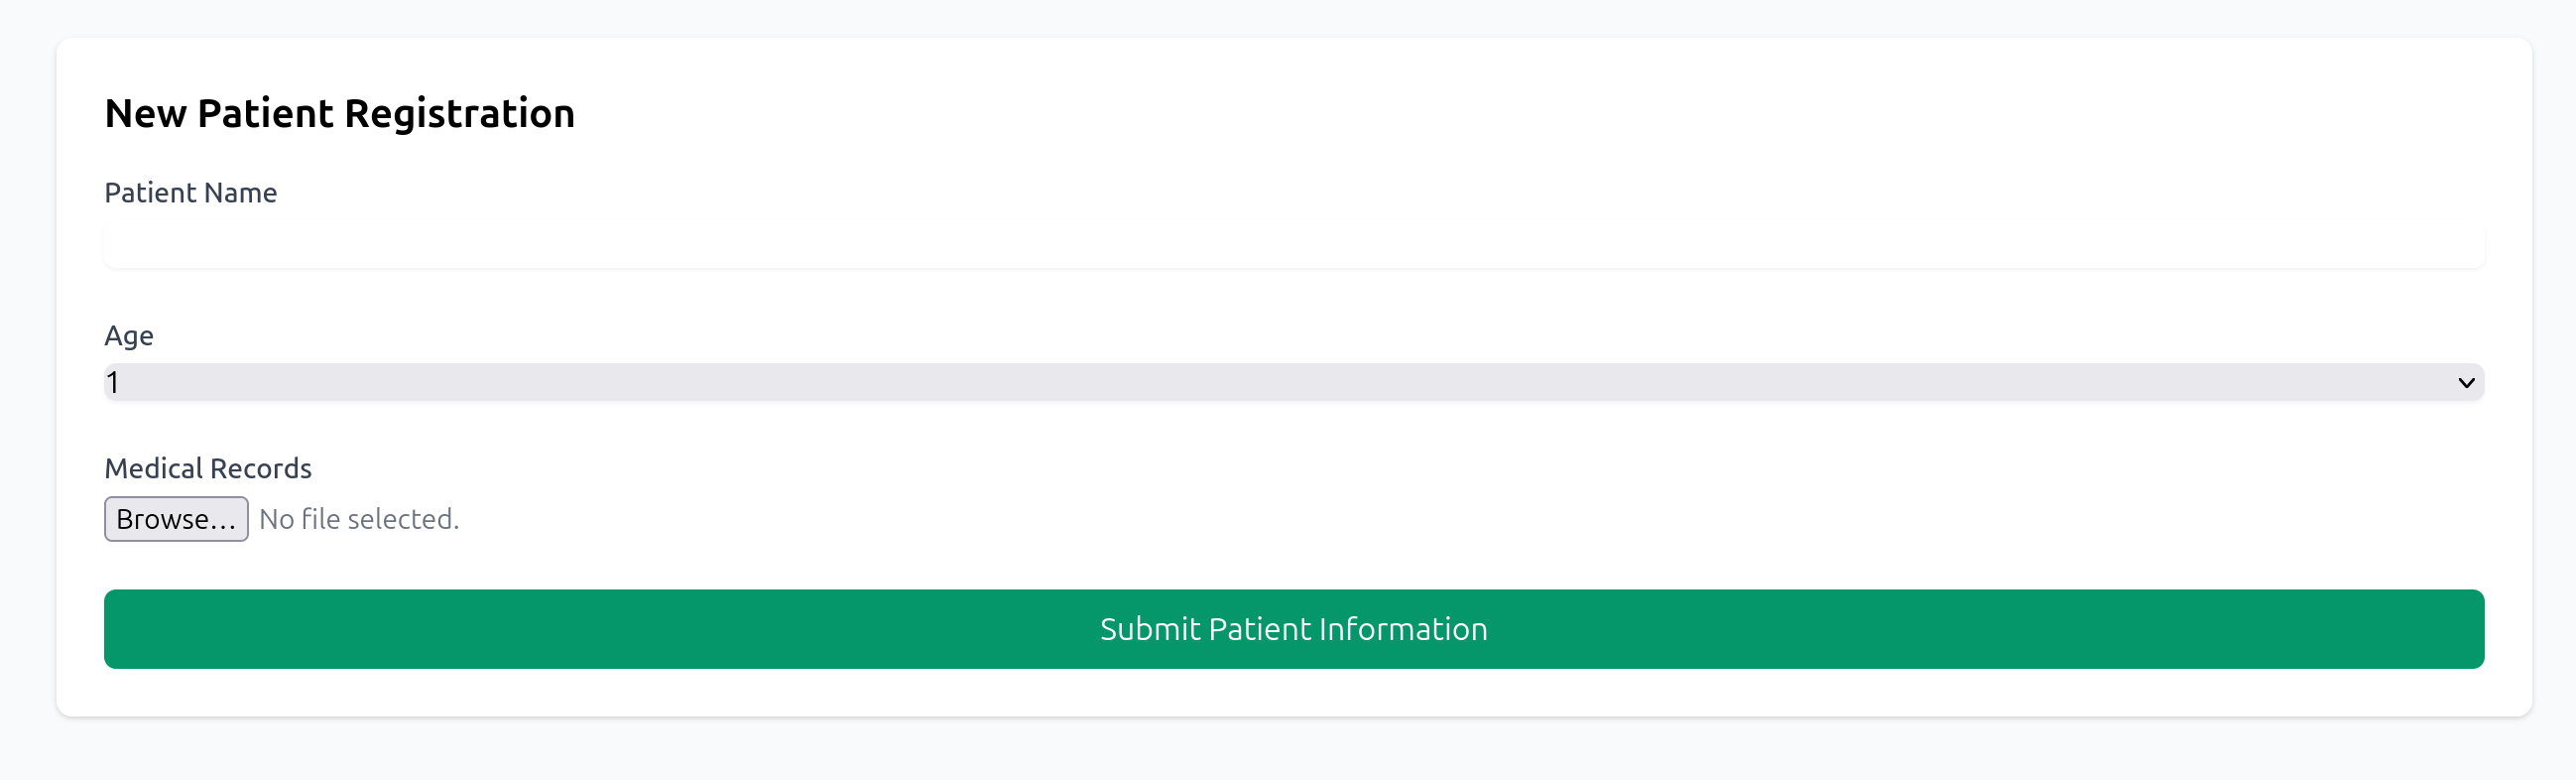 New Patient Registration
Patient Name
Age
1
Medical Records
Browse… No file selected.
Submit Patient Information